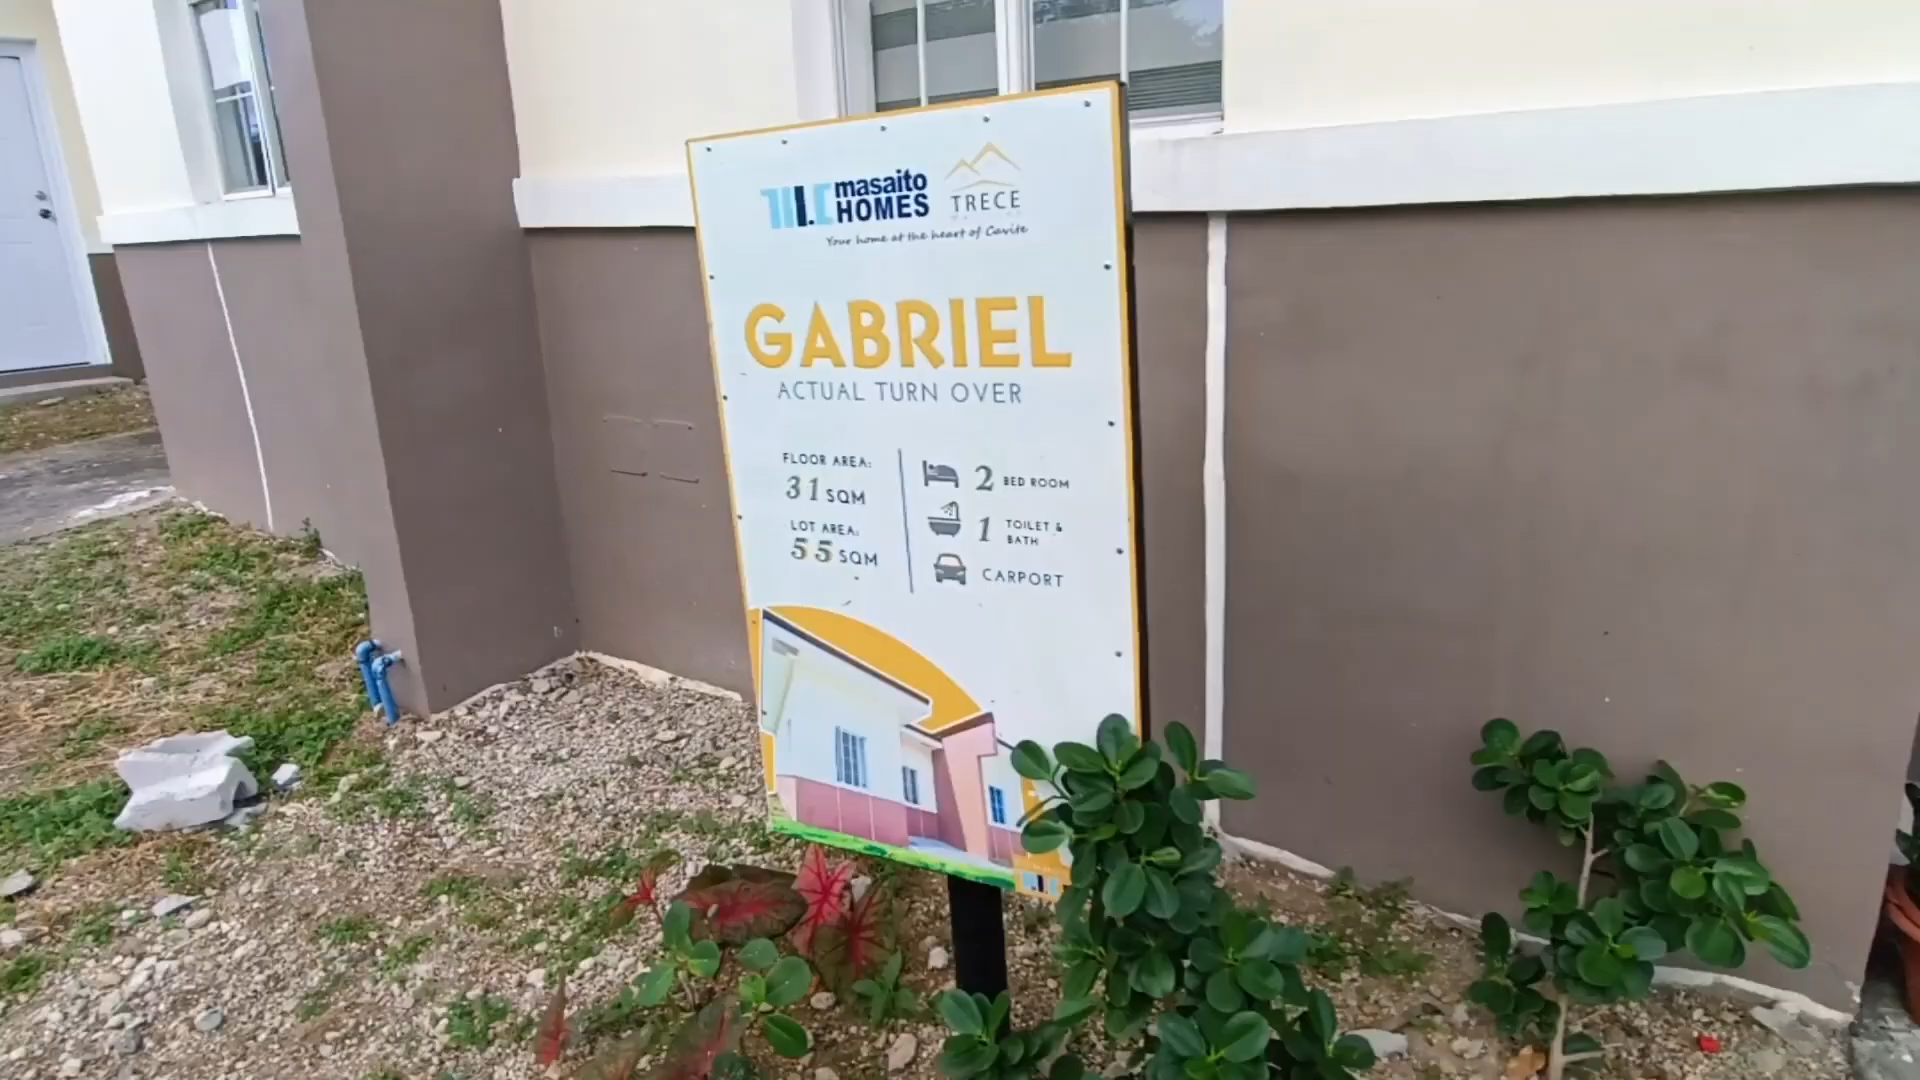 masaito
HOMES
TRECE
Your home at the heart of Cavite
GABRIEL
ACTUAL TURN OVER
FLOOR AREA:
31 SQM
LOT AREA:
55 SQM
2 BED ROOM
1 TOILET &
BATH
CARPORT